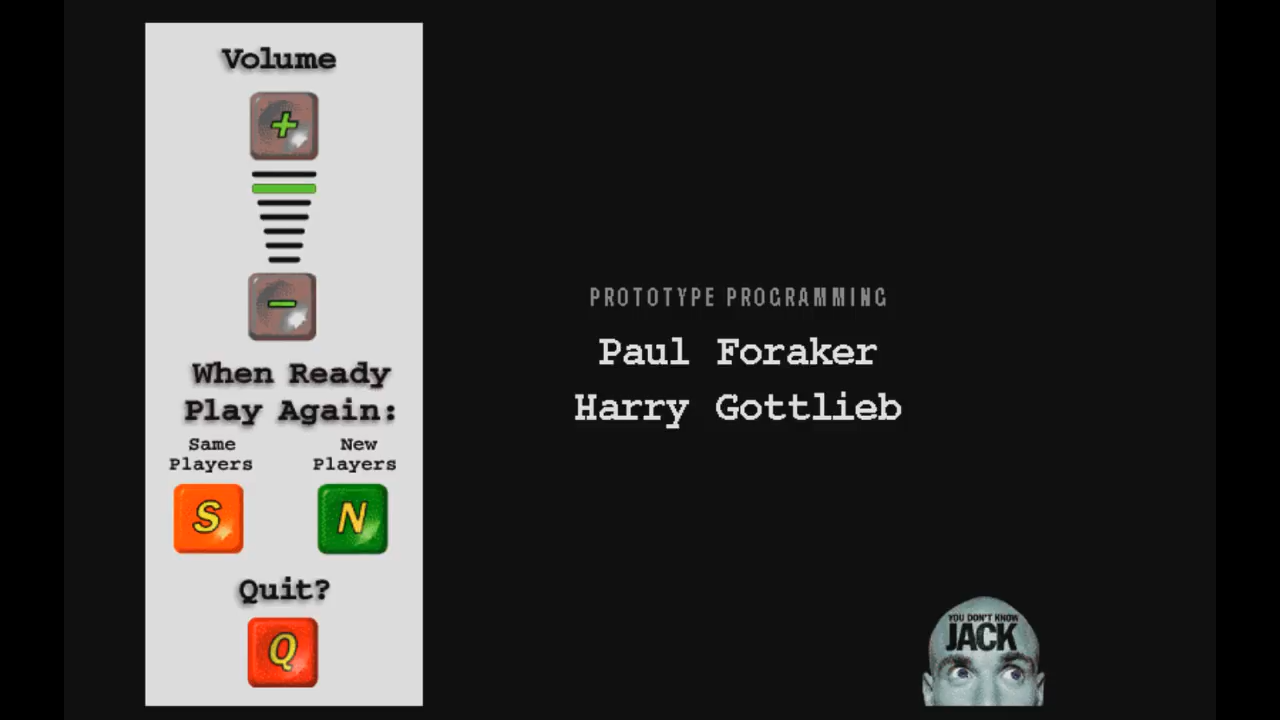 Volume
+
-
When Ready
Play Again:
Same
Players
New
Players
S
N
Quit?
Q
PROTOTYPE PROGRAMMING
Paul Foraker
Harry Gottlieb
YOU DON'T KNOW
JACK